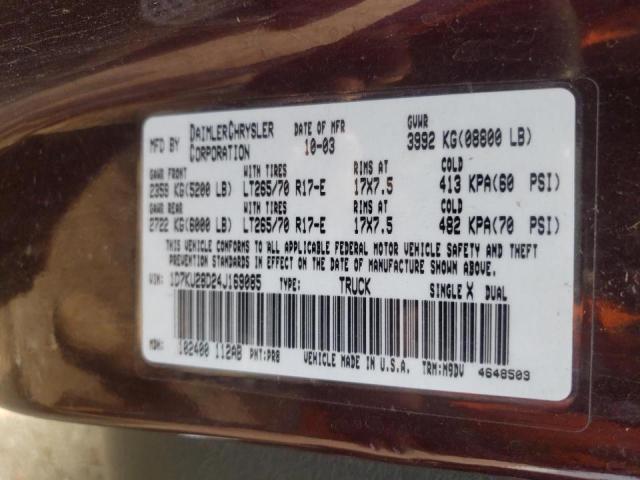 MFD BY DAIMLERCHRYSLER CORPORATION DATE OF MFR 10-03 GVWR 3992 KG(08800 LB)
GAWR FRONT WITH TIRES RIMS AT COLD
2359 KG(5200 LB) LT265/70 R17-E 17X7.5 413 KPA(60 PSI)
GAWR REAR WITH TIRES RIMS AT COLD
2722 KG(6000 LB) LT265/70 R17-E 17X7.5 482 KPA(70 PSI)
THIS VEHICLE CONFORMS TO ALL APPLICABLE FEDERAL MOTOR VEHICLE SAFETY AND THEFT
PREVENTION STANDARDS IN EFFECT ON THE DATE OF MANUFACTURE SHOWN ABOVE.
VIN: 1D7KU28D24J169085 TYPE: TRUCK SINGLE X DUAL
MDH: 102400 112AB PNT:PR8 VEHICLE MADE IN U.S.A. TRM:M9DV 4648503